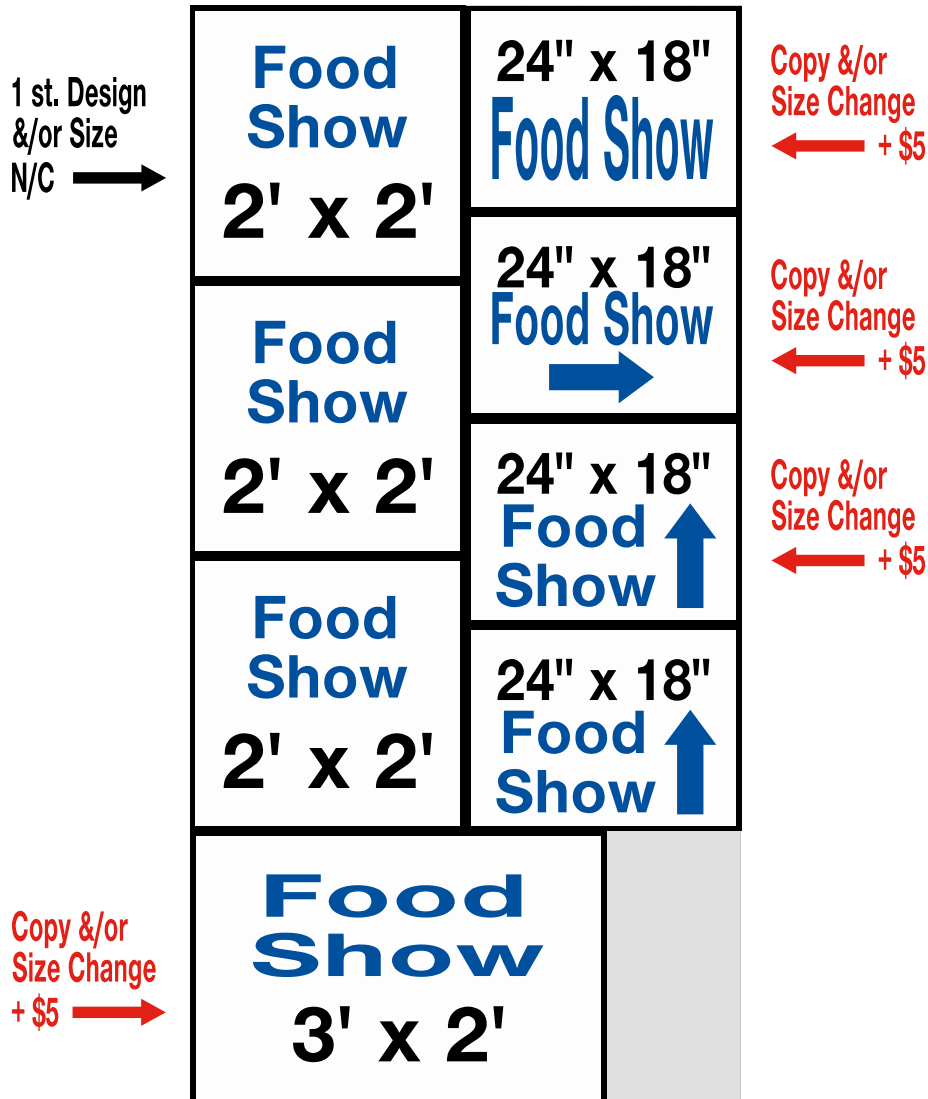 1 st. Design
&/or Size
N/C
Food
Show
2' x 2'
24" x 18"
Food Show
Copy &/or
Size Change
+ $5
24" x 18"
Food Show
Copy &/or
Size Change
+ $5
Food
Show
2' x 2'
24" x 18"
Food
Show
Copy &/or
Size Change
+ $5
Food
Show
2' x 2'
24" x 18"
Food
Show
Copy &/or
Size Change
+ $5
Food
Show
3' x 2'